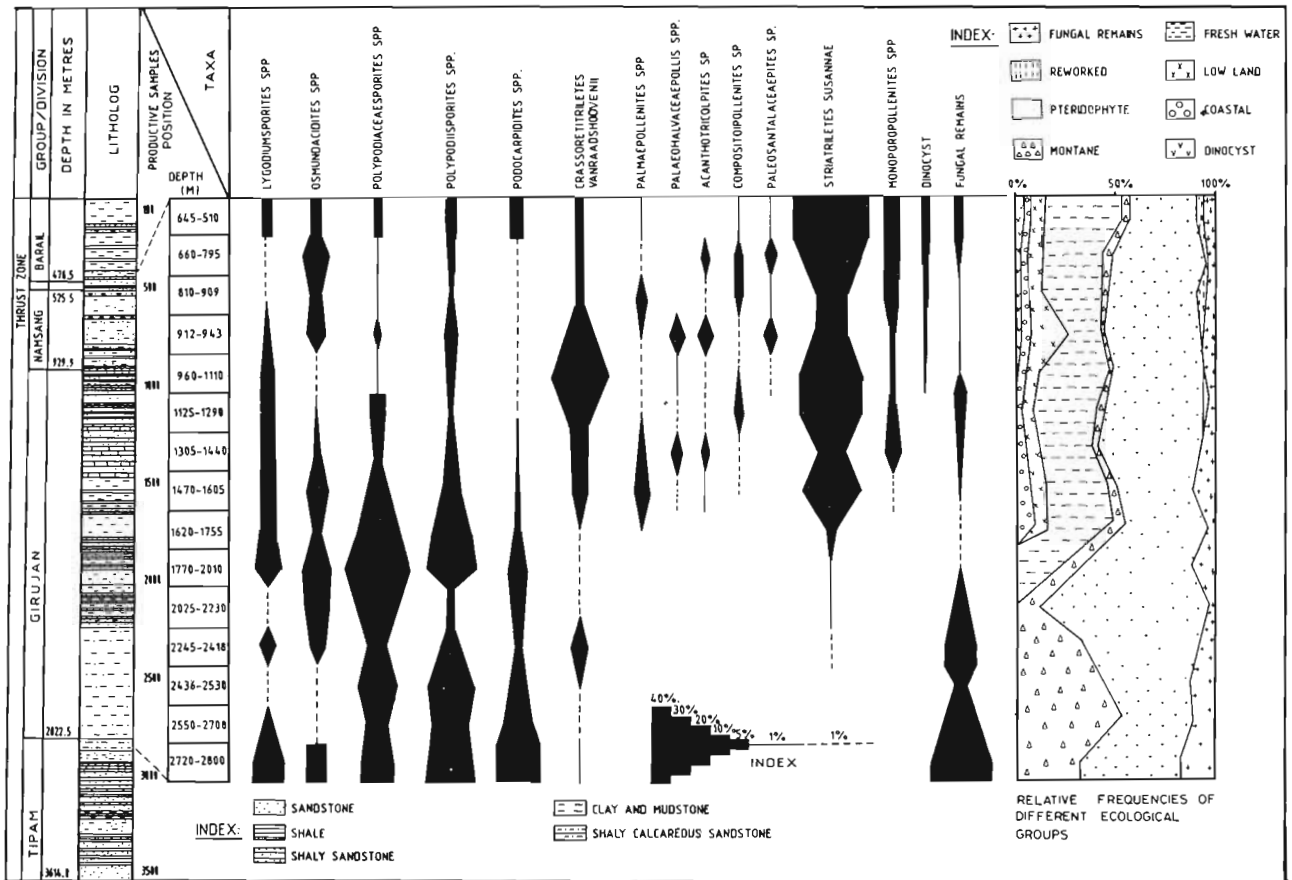 GROUP/DIVISION
DEPTH IN METRES
LITHOLOG
PRODUCTIVE SAMPLES
POSITION
TAXA
DEPTH
(M)
LYGODIUMSPORITES SPP
OSMUNDACIDITES SPP
POLYPODIACEAESPORITES SPP
POLYPODIISPORITES SPP.
PODOCARPIDITES SPP.
CRASSORETITRILETES
VANRAADSHOOVENII
PALMAEPOLLENITES SPP
PALAEOMALVACEAEPOLLIS SPP.
ACANTHOTRICOLPITES SP
COMPOSITOIPOLLENITES SP
PALEOSANTALACEAEPITES SP.
STRIATRILETES SUSANNAE
MONOPOROPOLLENITES SP
DINOCYST
FUNGAL REMAINS
INDEX:-
FUNGAL REMAINS
FRESH WATER
REWORKED
LOW LAND
PTERIDOPHYTE
COASTAL
MONTANE
DINOCYST
0%
50%
100%
THRUST ZONE
BARAIL
NAMSANG
GIRUJAN
TIPAM
525.5
929.5
2822.5
3614.8
500
1000
1500
2000
2500
3000
3500
645-510
660-795
810-909
912-943
960-1110
1125-1290
1305-1440
1470-1605
1620-1755
1770-2010
2025-2230
2245-2418
2436-2530
2550-2708
2720-2800
40%.
30%
20%
10%
5%
1%
1%
INDEX
INDEX:
SANDSTONE
SHALE
SHALY SANDSTONE
CLAY AND MUDSTONE
SHALY CALCAREOUS SANDSTONE
RELATIVE FREQUENCIES OF
DIFFERENT ECOLOGICAL
GROUPS